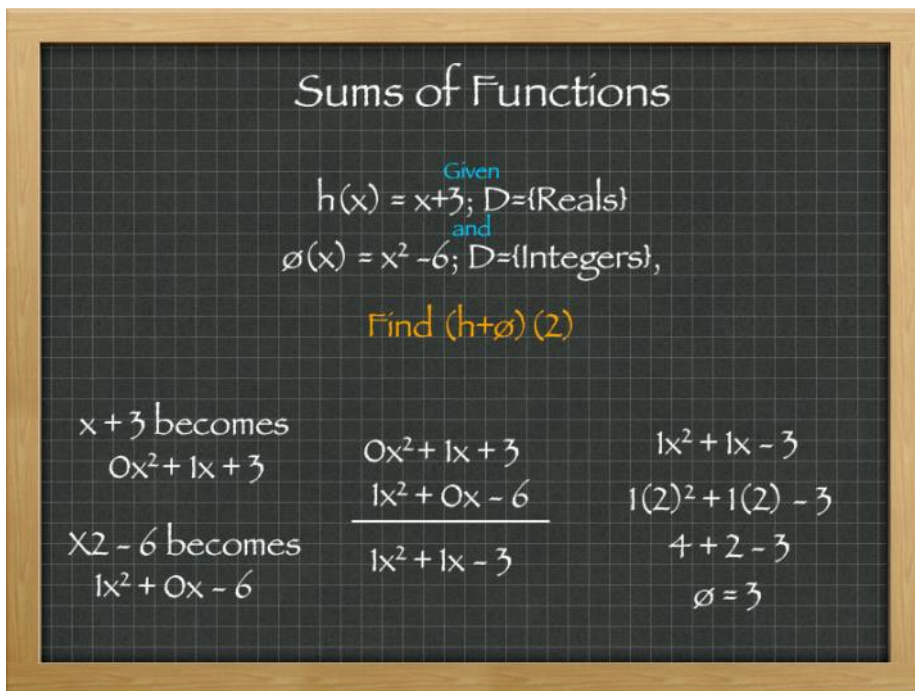 Sums of Functions
Given
h(x) = x+3; D={Reals}
and
ø(x) = x² -6; D={Integers},
Find (h+ø)(2)
x + 3 becomes
0x² + 1x + 3
X2 - 6 becomes
1x² + 0x - 6
0x² + 1x + 3
1x² + 0x - 6
1x² + 1x - 3
1x² + 1x - 3
1(2)² + 1(2) - 3
4 + 2 - 3
ø = 3